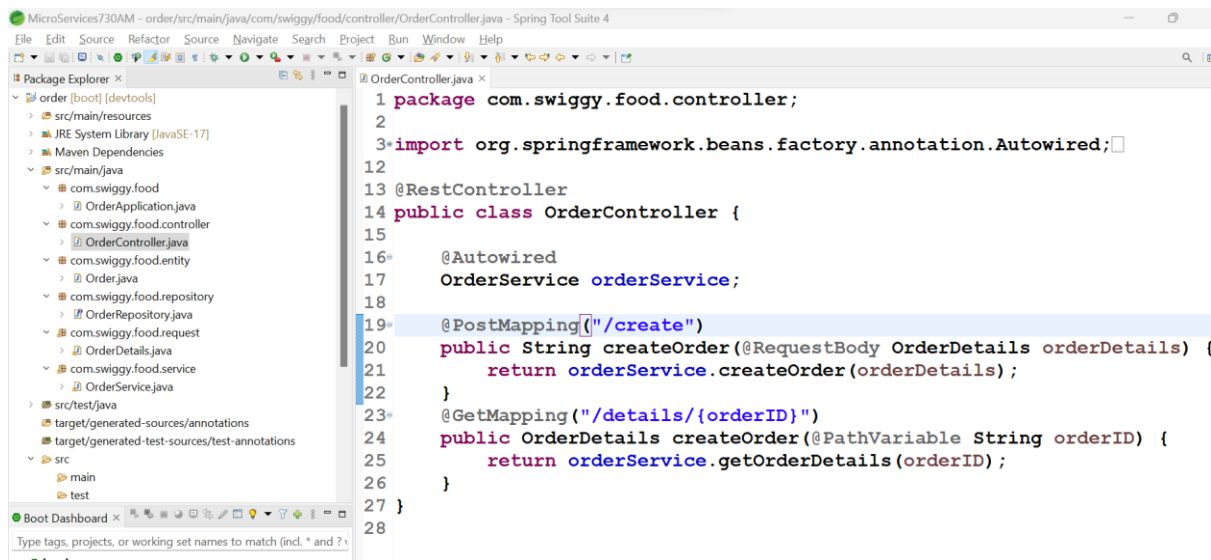 MicroServices730AM - order/src/main/java/com/swiggy/food/controller/OrderController.java - Spring Tool Suite 4
File Edit Source Refactor Source Navigate Search Project Run Window Help
Package Explorer
order [boot] [devtools]
src/main/resources
JRE System Library [JavaSE-17]
Maven Dependencies
src/main/java
com.swiggy.food
OrderApplication.java
com.swiggy.food.controller
OrderController.java
com.swiggy.food.entity
Order.java
com.swiggy.food.repository
OrderRepository.java
com.swiggy.food.request
OrderDetails.java
com.swiggy.food.service
OrderService.java
src/test/java
target/generated-sources/annotations
target/generated-test-sources/test-annotations
src
main
test
Boot Dashboard
Type tags, projects, or working set names to match (incl. * and ?
OrderController.java
1 package com.swiggy.food.controller;
2
3 import org.springframework.beans.factory.annotation.Autowired;
12
13 @RestController
14 public class OrderController {
15
16 @Autowired
17 OrderService orderService;
18
19 @PostMapping("/create")
20 public String createOrder(@RequestBody OrderDetails orderDetails) {
21 return orderService.createOrder(orderDetails);
22 }
23 @GetMapping("/details/{orderID}")
24 public OrderDetails createOrder(@PathVariable String orderID) {
25 return orderService.getOrderDetails(orderID);
26 }
27 }
28